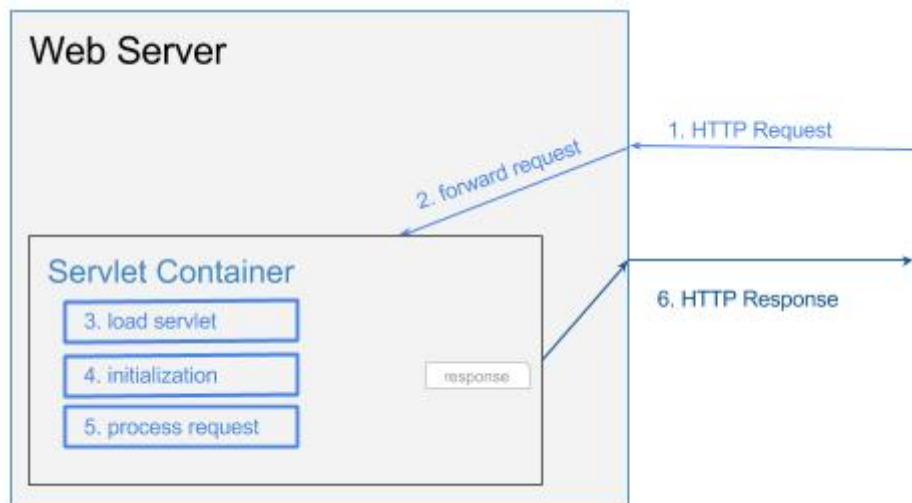 Web Server
1. HTTP Request
2. forward request
Servlet Container
3. load servlet
6. HTTP Response
4. initialization
response
5. process request